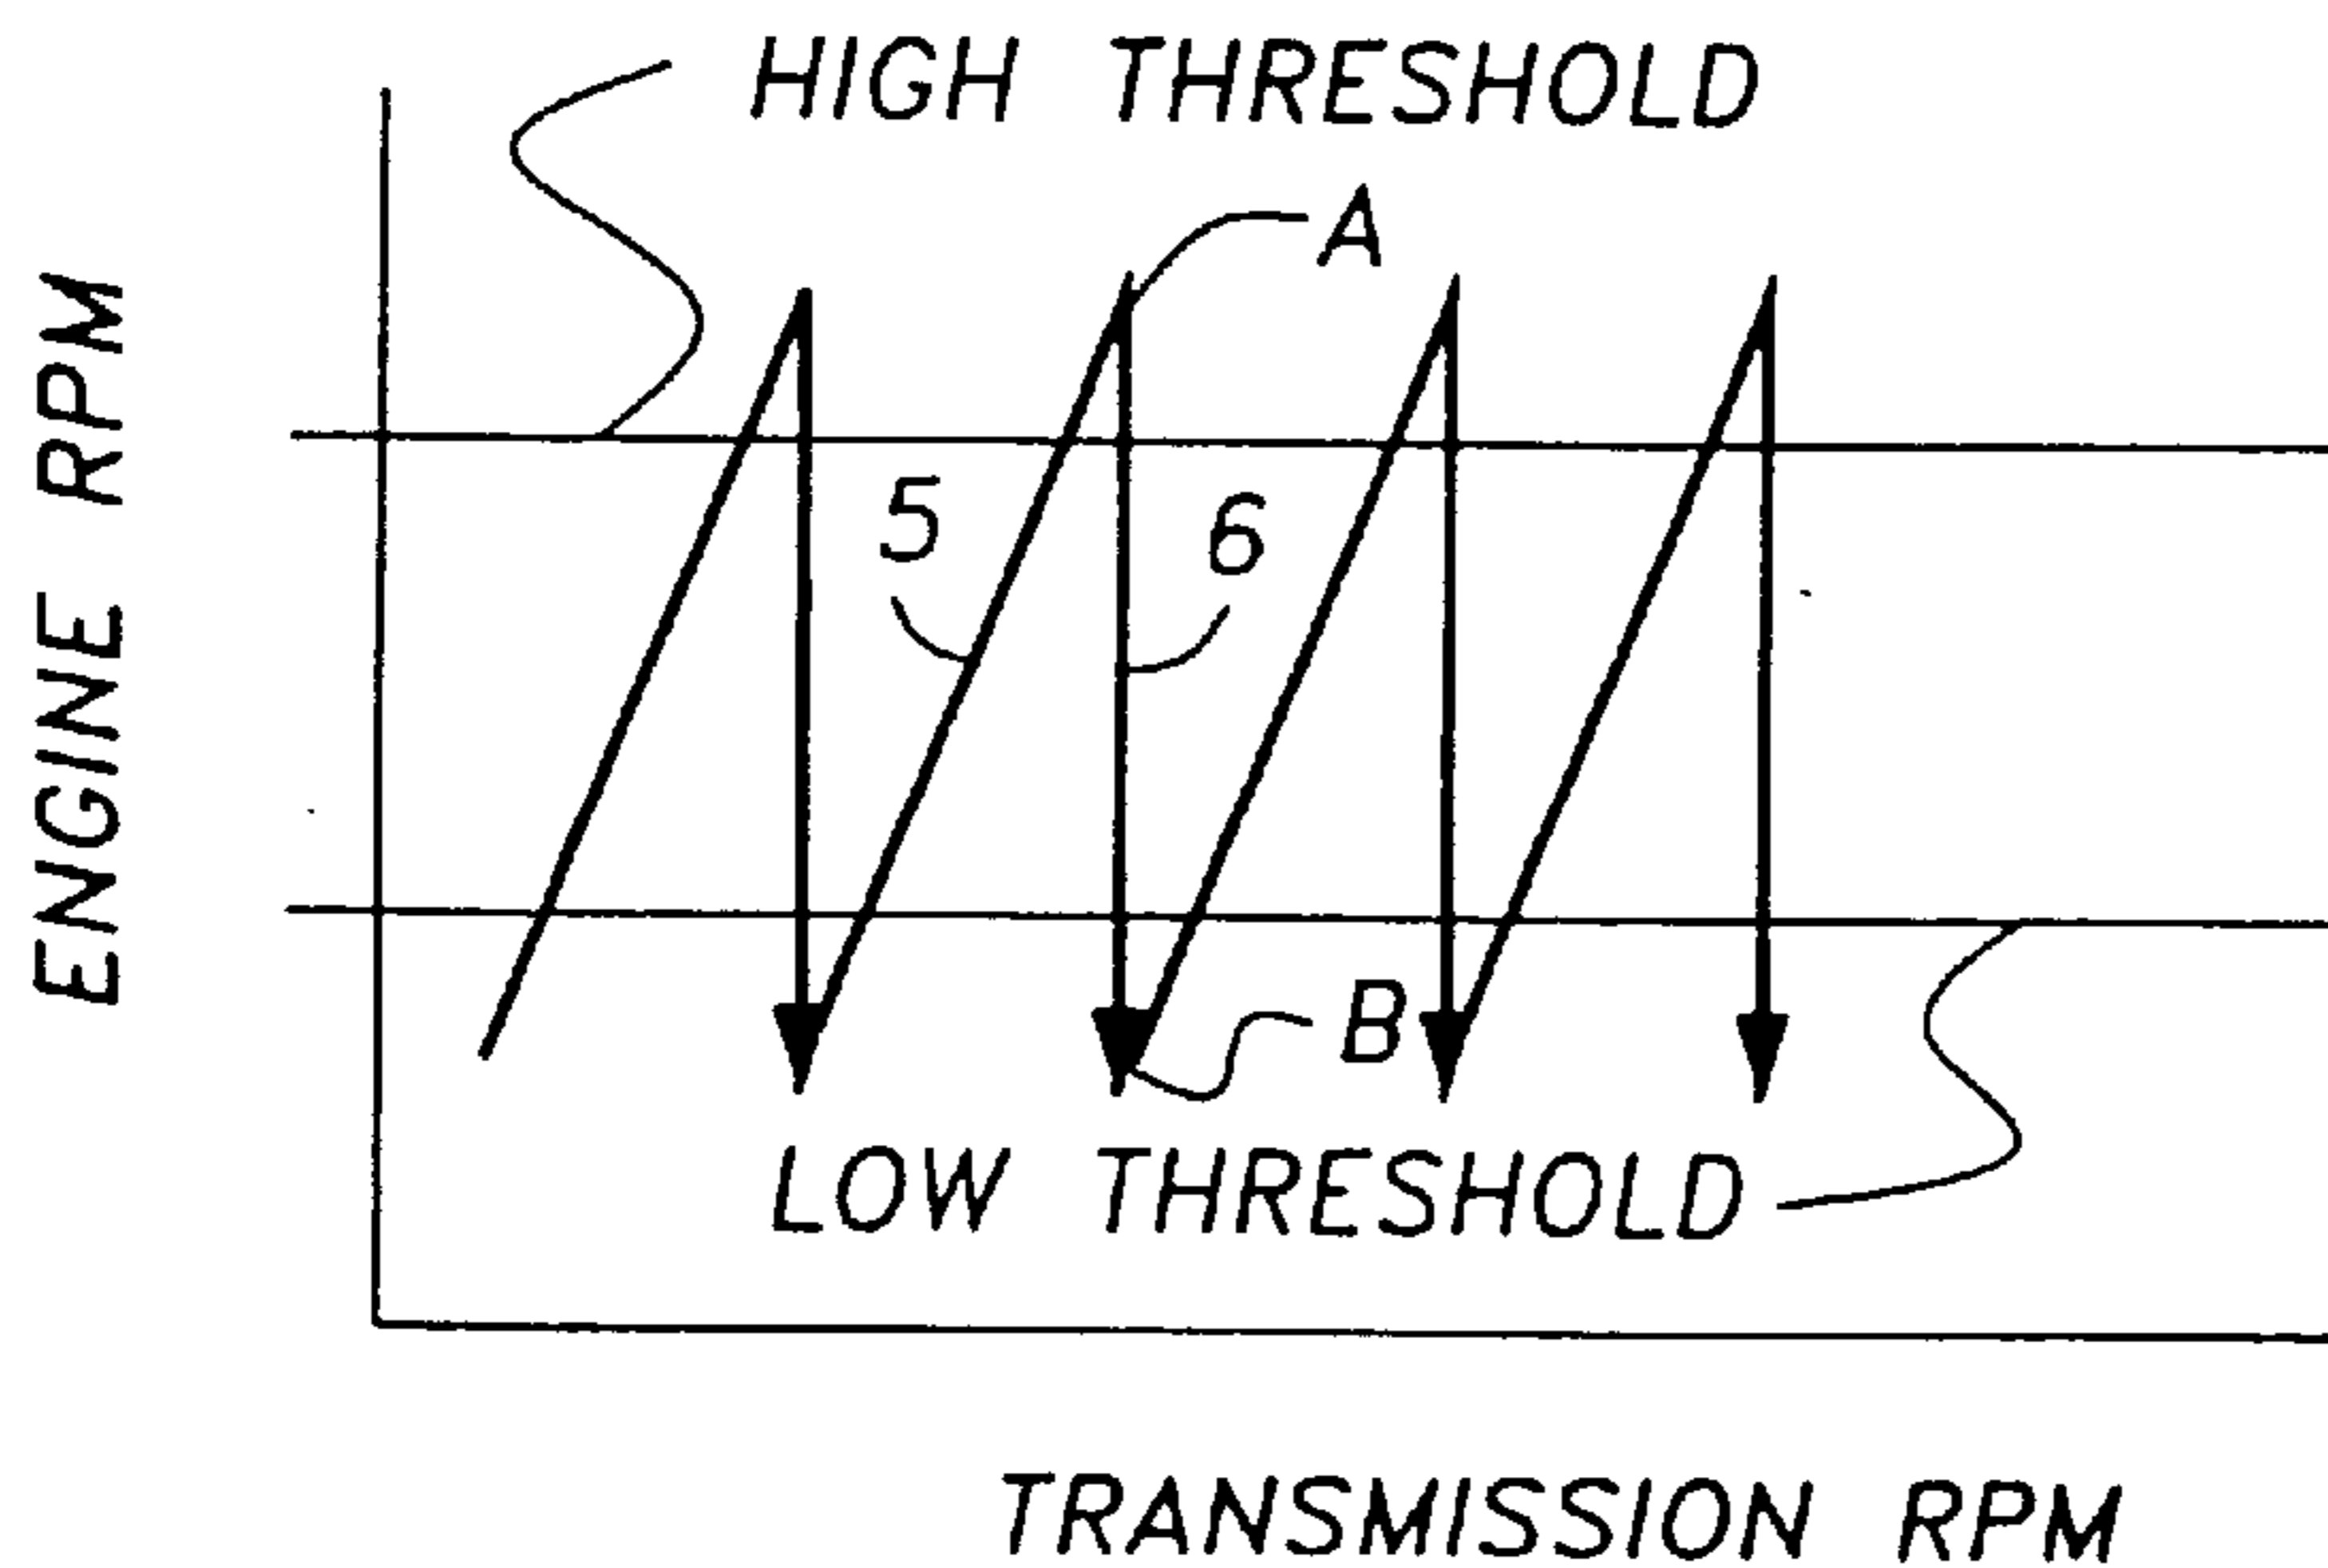 HIGH THRESHOLD
A
ENGINE RPM
5
6
B
LOW THRESHOLD
TRANSMISSION RPM